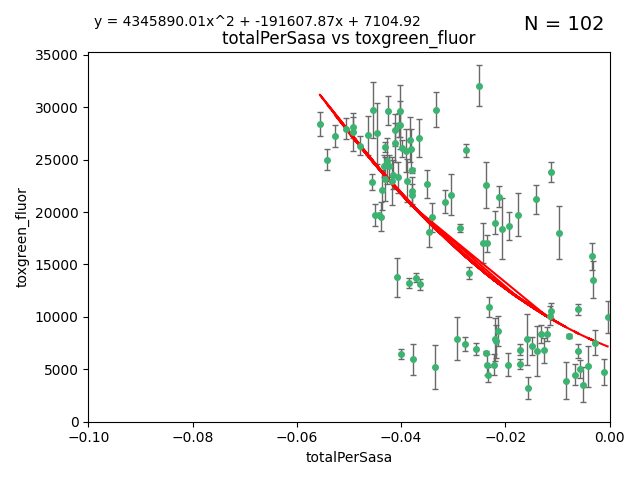 y = 4345890.01x^2 + -191607.87x + 7104.92
N = 102
totalPerSasa vs toxgreen_fluor
35000
30000
25000
20000
15000
10000
5000
0
toxgreen_fluor
−0.10 −0.08 −0.06 −0.04 −0.02 0.00
totalPerSasa